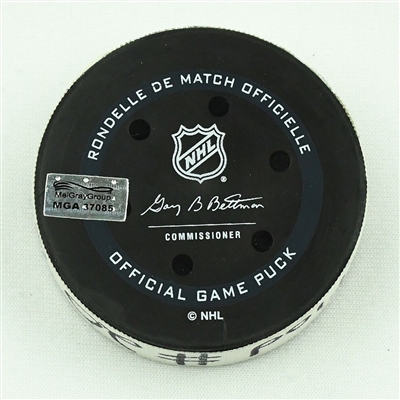 RONDELLE DE MATCH OFFICIELLE
NHL
®
MeiGrayGroup
MGA 37085
Gary B Bettman
COMMISSIONER
OFFICIAL GAME PUCK
© NHL